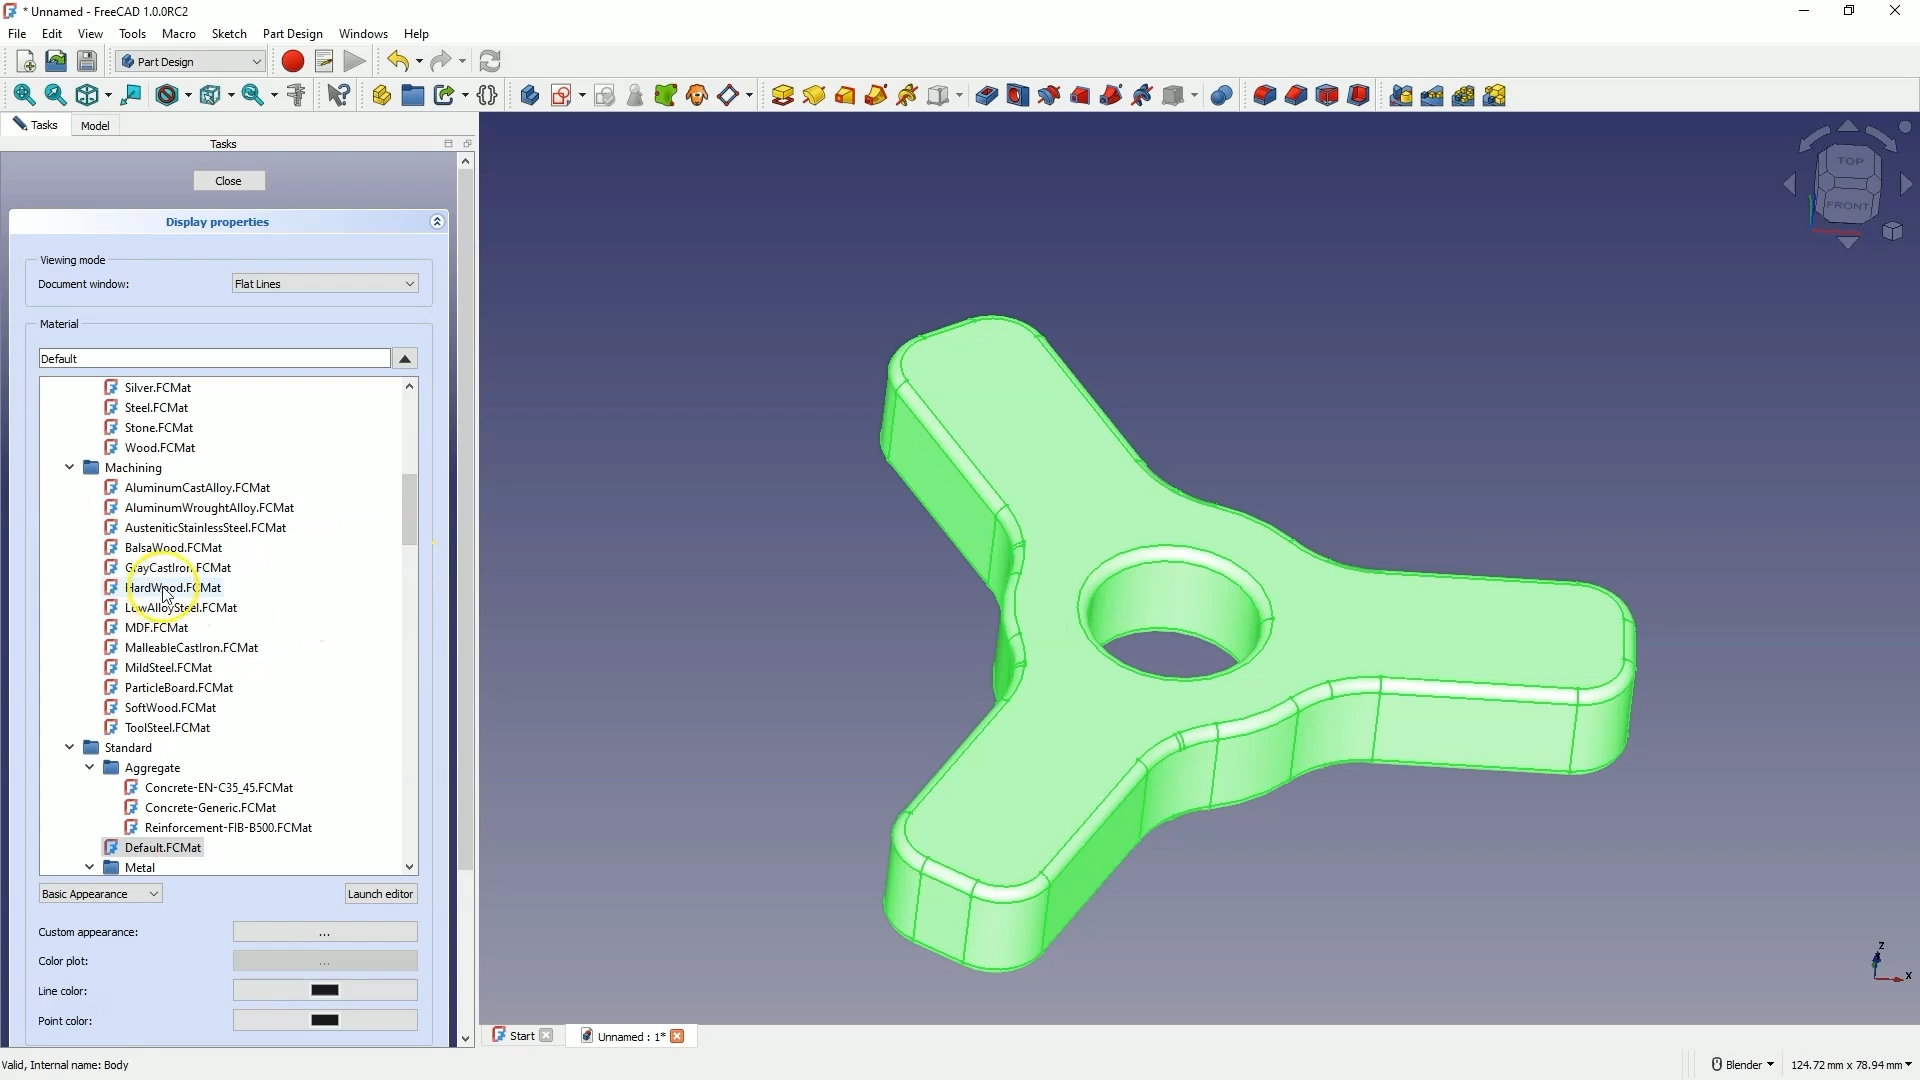 * Unnamed - FreeCAD 1.0.0RC2
File Edit View Tools Macro Sketch Part Design Windows Help
Part Design
Tasks Model
Tasks
Close
Display properties
Viewing mode
Document window: Flat Lines
Material
Default
Silver.FCMat
Steel.FCMat
Stone.FCMat
Wood.FCMat
Machining
AluminumCastAlloy.FCMat
AluminumWroughtAlloy.FCMat
AusteniticStainlessSteel.FCMat
BalsaWood.FCMat
GrayCastIron.FCMat
HardWood.FCMat
LowAlloySteel.FCMat
MDF.FCMat
MalleableCastIron.FCMat
MildSteel.FCMat
ParticleBoard.FCMat
SoftWood.FCMat
ToolSteel.FCMat
Standard
Aggregate
Concrete-EN-C35_45.FCMat
Concrete-Generic.FCMat
Reinforcement-FIB-B500.FCMat
Default.FCMat
Metal
Basic Appearance Launch editor
Custom appearance: ...
Color plot: ...
Line color:
Point color:
TOP
FRONT
Z
X
Start Unnamed : 1*
Valid, Internal name: Body
Blender 124.72 mm x 78.94 mm